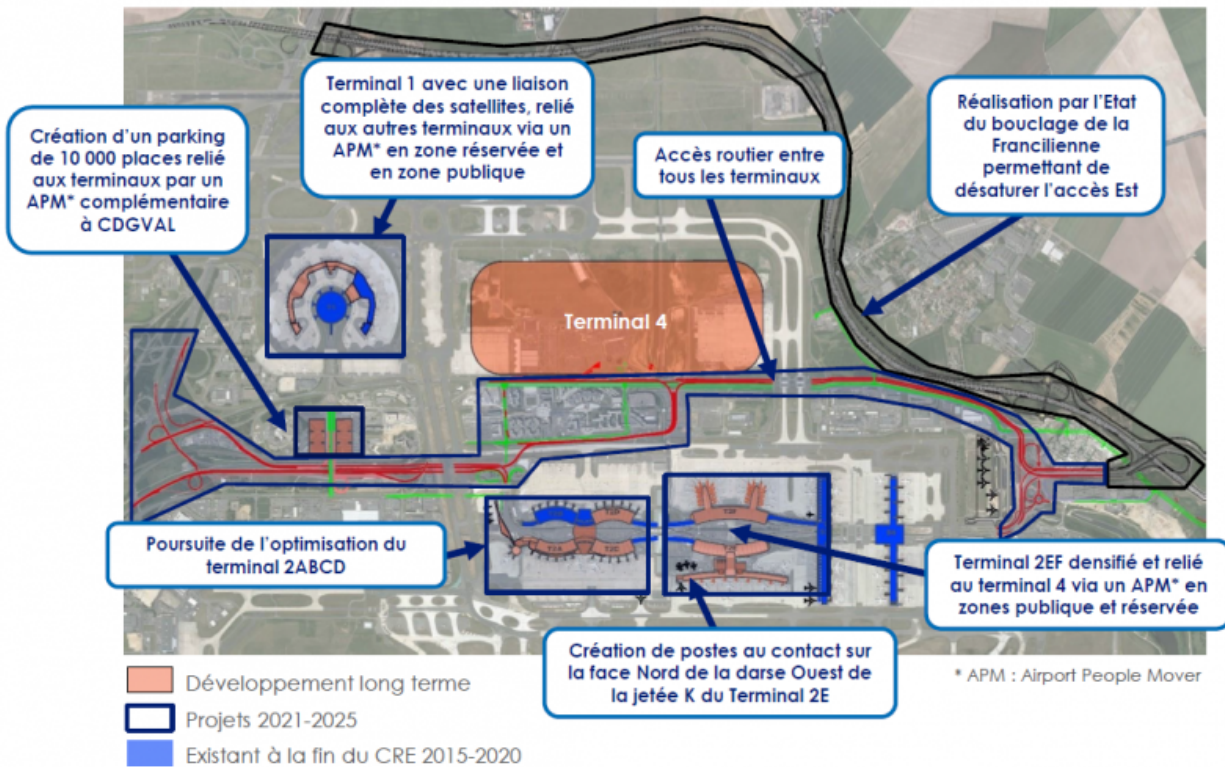 Terminal 1 avec une liaison
complète des satellites, relié
aux autres terminaux via un
APM* en zone réservée et
en zone publique
Création d'un parking
de 10 000 places relié
aux terminaux par un
APM* complémentaire
à CDGVAL
Accès routier entre
tous les terminaux
Réalisation par l'Etat
du bouclage de la
Francilienne
permettant de
désaturer l'accès Est
Terminal 4
T2D
T2F
T2A
T2C
Poursuite de l'optimisation du
terminal 2ABCD
Terminal 2EF densifié et relié
au terminal 4 via un APM* en
zones publique et réservée
Création de postes au contact sur
la face Nord de la darse Ouest de
la jetée K du Terminal 2E
* APM : Airport People Mover
Développement long terme
Projets 2021-2025
Existant à la fin du CRE 2015-2020